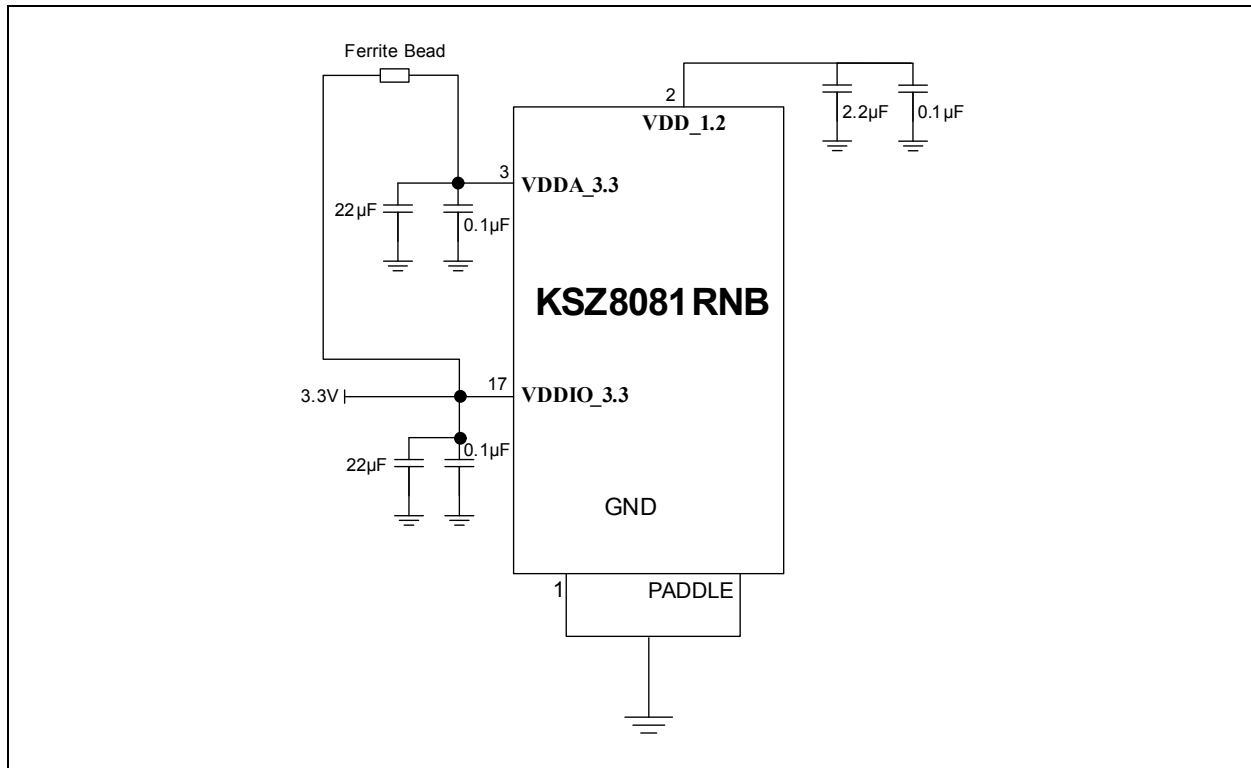 Ferrite Bead
2
VDD_1.2
2.2µF
0.1µF
3
VDDA_3.3
22µF
0.1µF
KSZ8081RNB
3.3V
17
VDDIO_3.3
22µF
0.1µF
GND
1
PADDLE